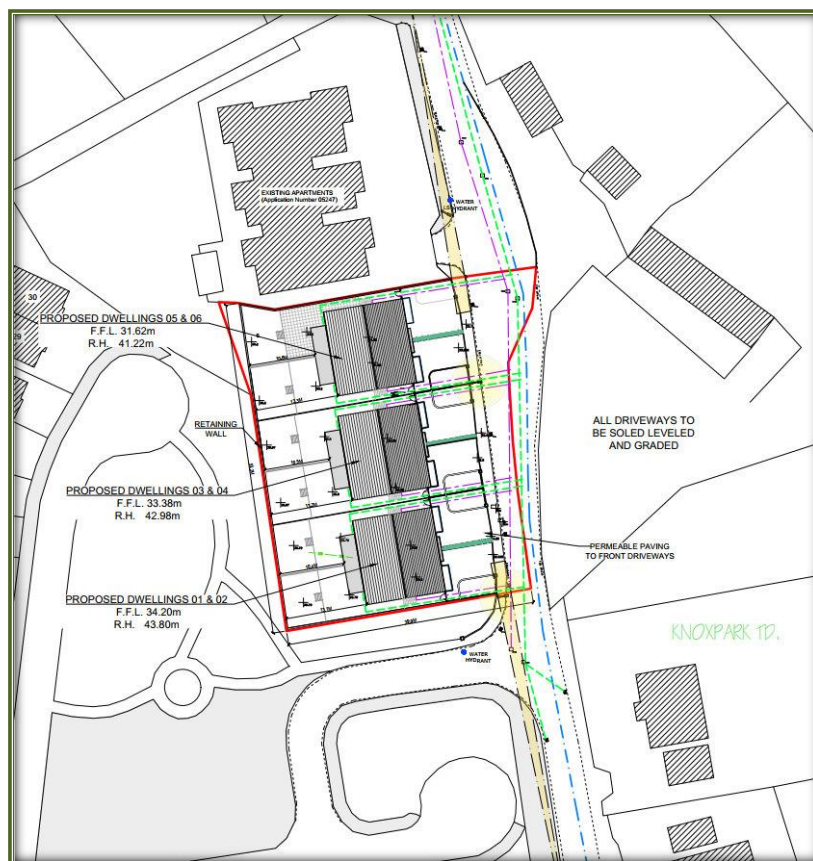 EXISTING APARTMENTS
(Application Number 05247)
WATER
HYDRANT
30
PROPOSED DWELLINGS 05 & 06
F.F.L. 31.62m
R.H. 41.22m
RETAINING
WALL
ALL DRIVEWAYS TO
BE SOLED LEVELED
AND GRADED
PROPOSED DWELLINGS 03 & 04
F.F.L. 33.38m
R.H. 42.98m
PERMEABLE PAVING
TO FRONT DRIVEWAYS
PROPOSED DWELLINGS 01 & 02
F.F.L. 34.20m
R.H. 43.80m
KNOXPARK TD.
WATER
HYDRANT